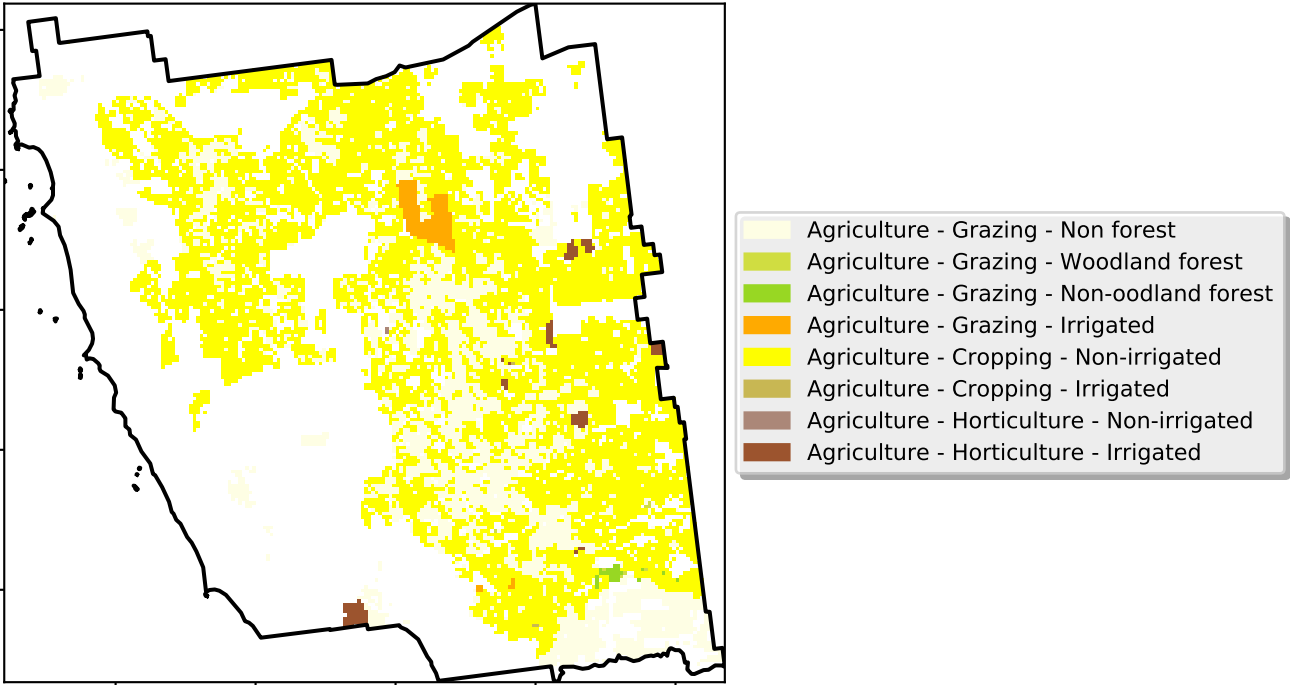 Agriculture - Grazing - Non forest
Agriculture - Grazing - Woodland forest
Agriculture - Grazing - Non-oodland forest
Agriculture - Grazing - Irrigated
Agriculture - Cropping - Non-irrigated
Agriculture - Cropping - Irrigated
Agriculture - Horticulture - Non-irrigated
Agriculture - Horticulture - Irrigated